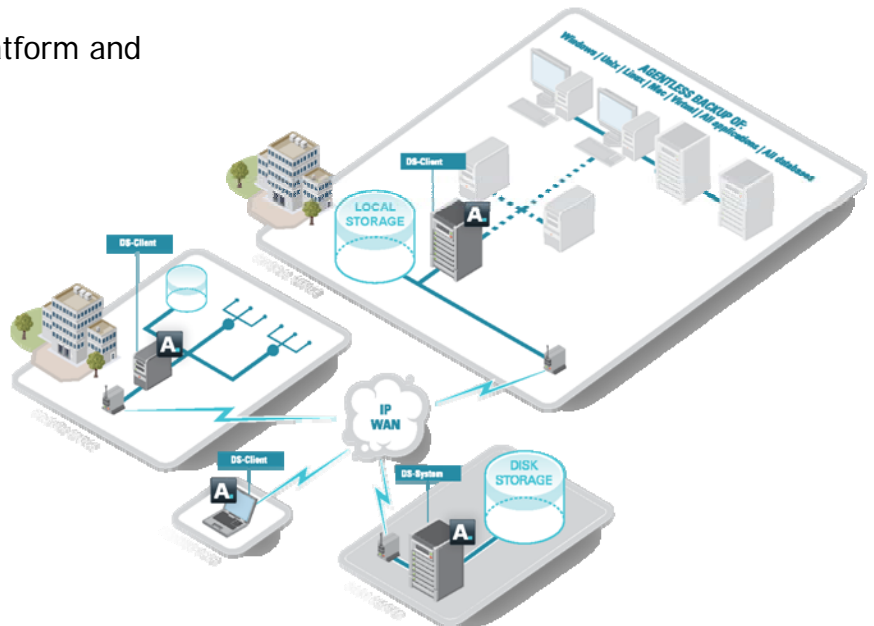 atform and
AGENTLESS BACKUP OF:
Windows | Unix | Linux | Mac | Virtual | All applications | All databases
DS-Client
LOCAL
STORAGE
A.
DS-Client
A.
IP
WAN
DS-Client
A.
DS-System
A.
DISK
STORAGE